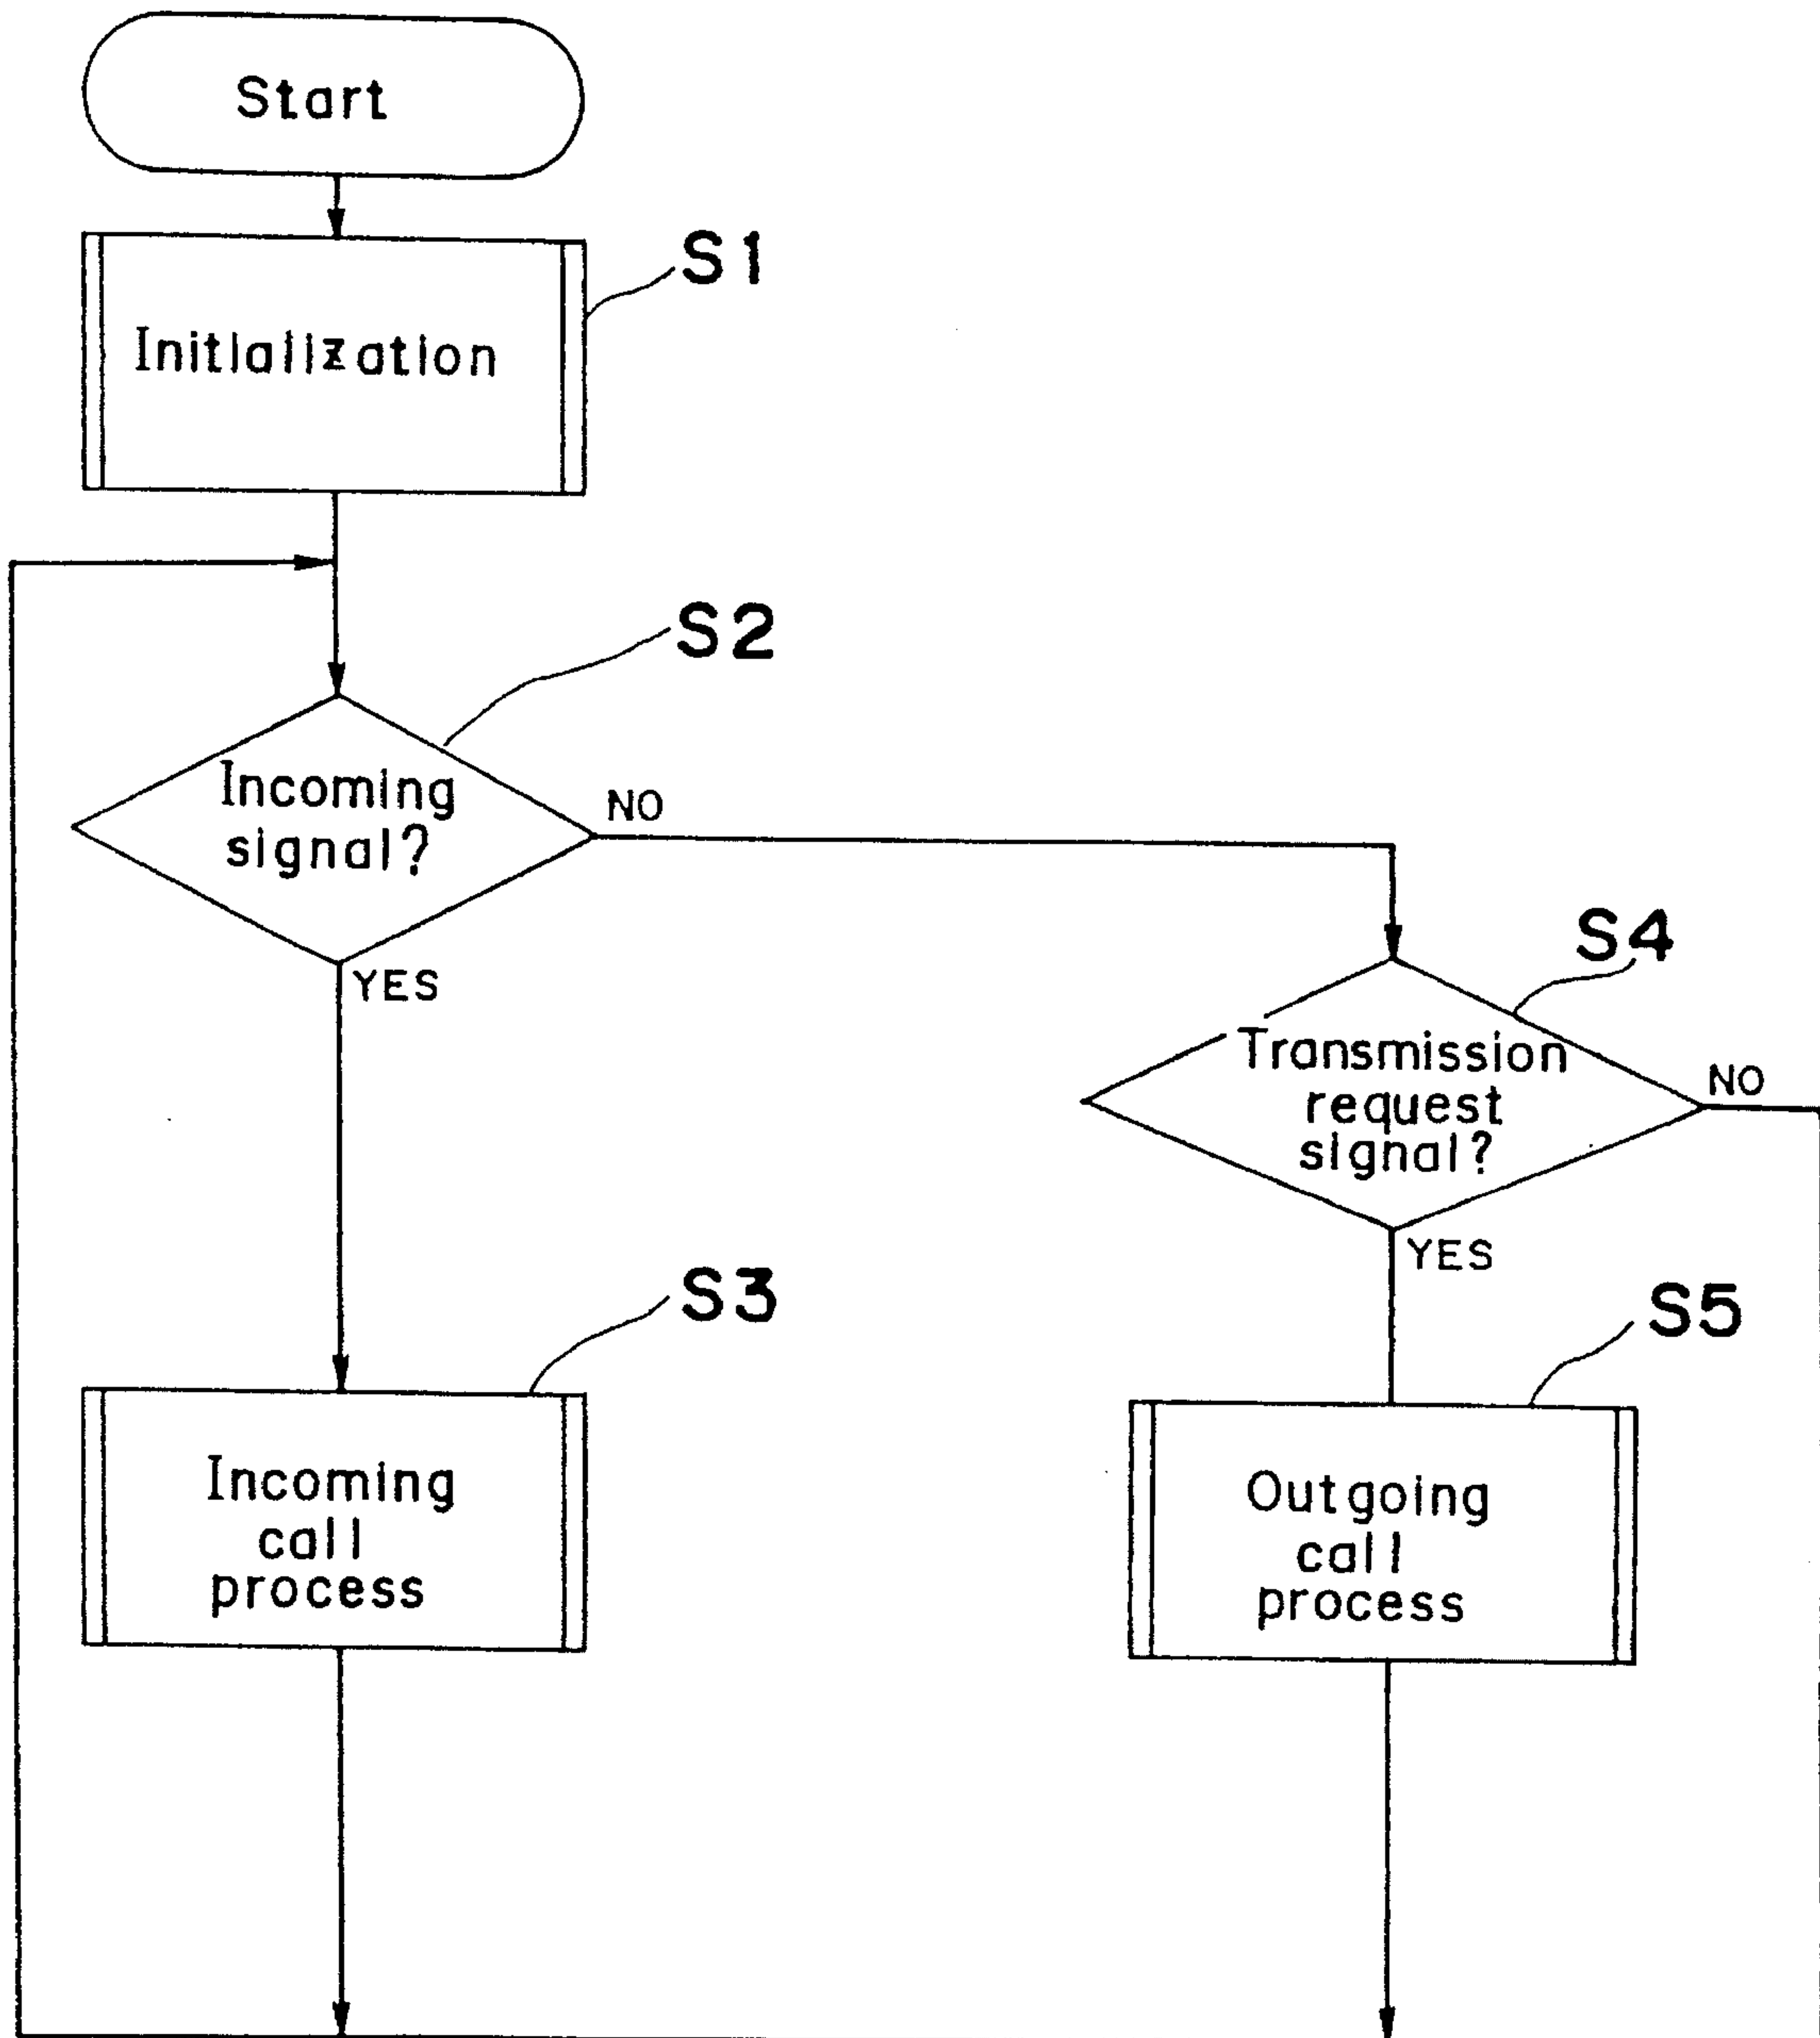 Start
S1
Initialization
S2
Incoming
signal?
NO
YES
S4
Transmission
request
signal?
NO
YES
S3
S5
Incoming
call
process
Outgoing
call
process